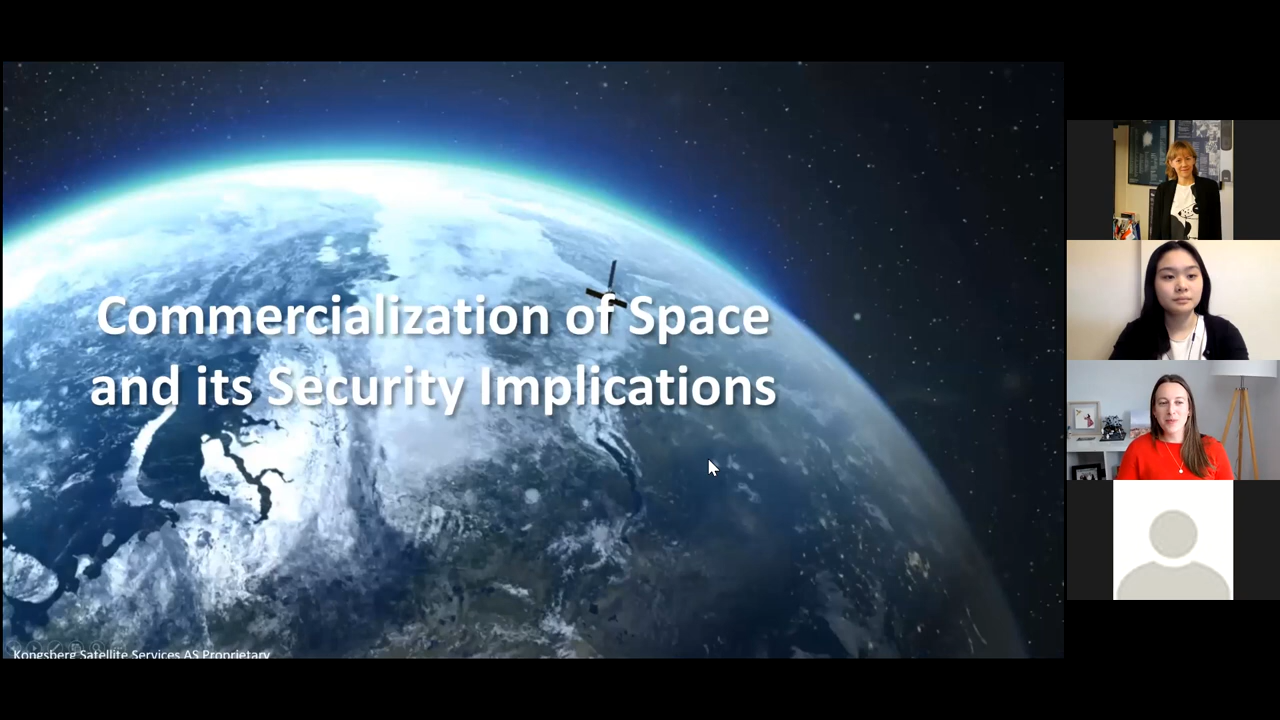 Commercialization of Space
and its Security Implications
Kongsberg Satellite Services AS Proprietary